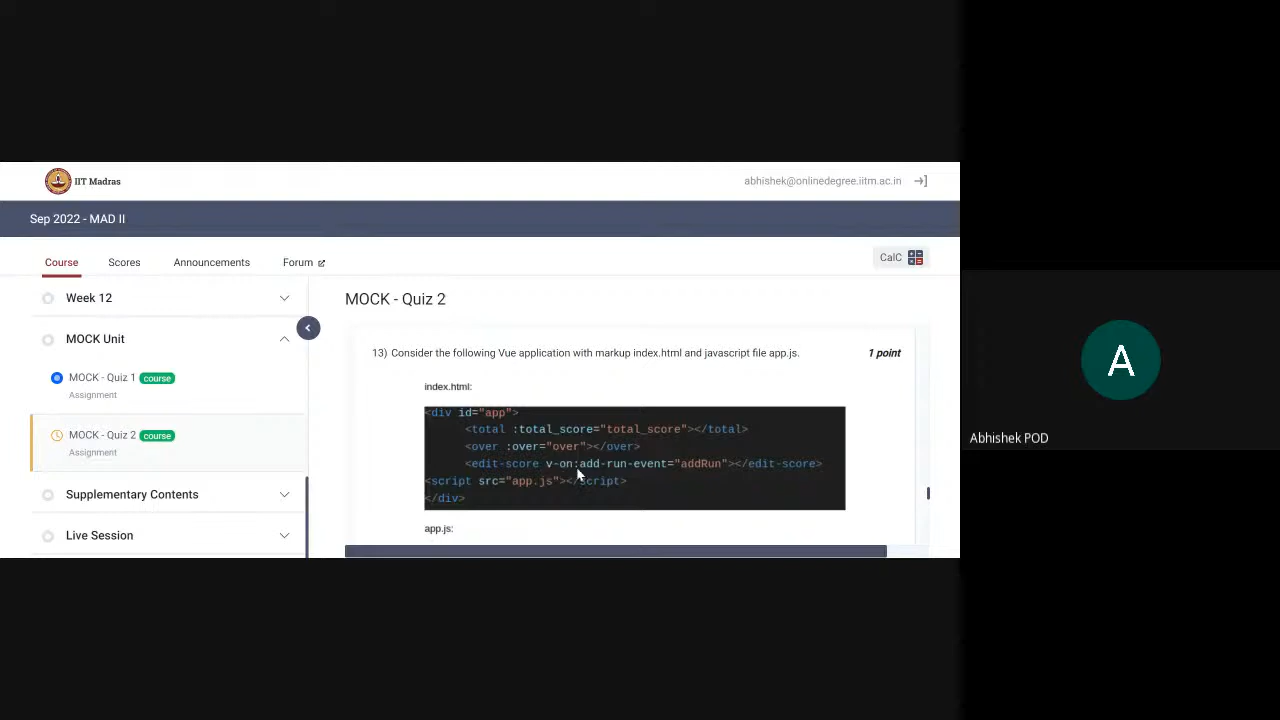 IIT Madras
abhishek@onlinedegree.iitm.ac.in
Sep 2022 - MAD II
Course Scores Announcements Forum
CalC
Week 12
MOCK Unit
MOCK - Quiz 1 course
Assignment
MOCK - Quiz 2 course
Assignment
Supplementary Contents
Live Session
MOCK - Quiz 2
13) Consider the following Vue application with markup index.html and javascript file app.js. 1 point
index.html:
<div id="app">
<total :total_score="total_score"></total>
<over :over="over"></over>
<edit-score v-on:add-run-event="addRun"></edit-score>
<script src="app.js"></script>
</div>
app.js:
A
Abhishek POD